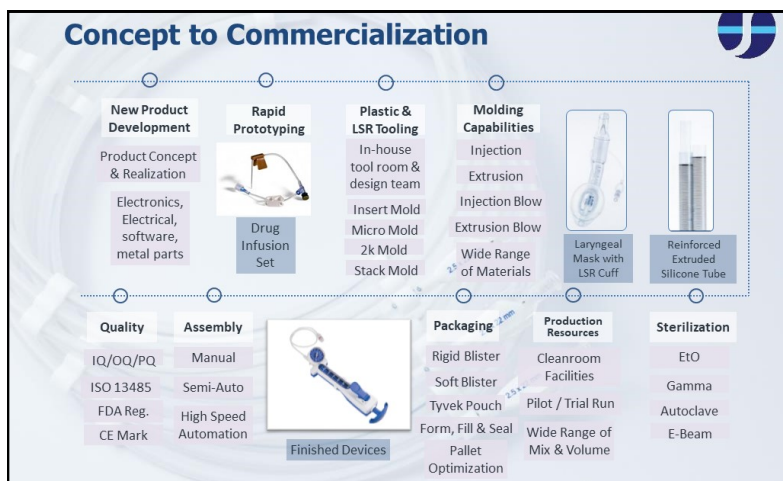 Concept to Commercialization
New Product
Development
Product Concept
& Realization
Electronics,
Electrical,
software,
metal parts
Rapid
Prototyping
Drug
Infusion
Set
Plastic &
LSR Tooling
In-house
tool room &
design team
Insert Mold
Micro Mold
2k Mold
Stack Mold
Molding
Capabilities
Injection
Extrusion
Injection Blow
Extrusion Blow
Wide Range
of Materials
Laryngeal
Mask with
LSR Cuff
Reinforced
Extruded
Silicone Tube
Quality
IQ/OQ/PQ
ISO 13485
FDA Reg.
CE Mark
Assembly
Manual
Semi-Auto
High Speed
Automation
Finished Devices
Packaging
Rigid Blister
Soft Blister
Tyvek Pouch
Form, Fill & Seal
Pallet
Optimization
Production
Resources
Cleanroom
Facilities
Pilot / Trial Run
Wide Range of
Mix & Volume
Sterilization
EtO
Gamma
Autoclave
E-Beam